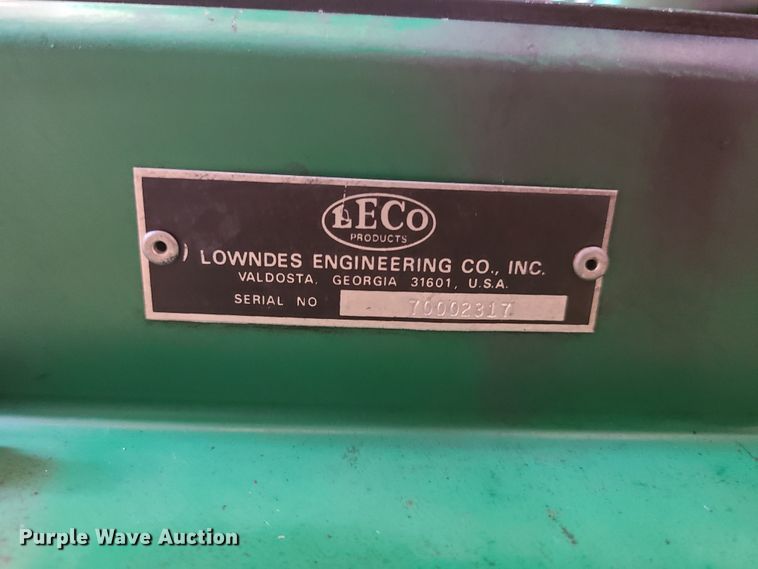 LECo
PRODUCTS
LOWNDES ENGINEERING CO., INC.
VALDOSTA, GEORGIA 31601, U.S.A.
SERIAL NO 70002317
Purple Wave Auction